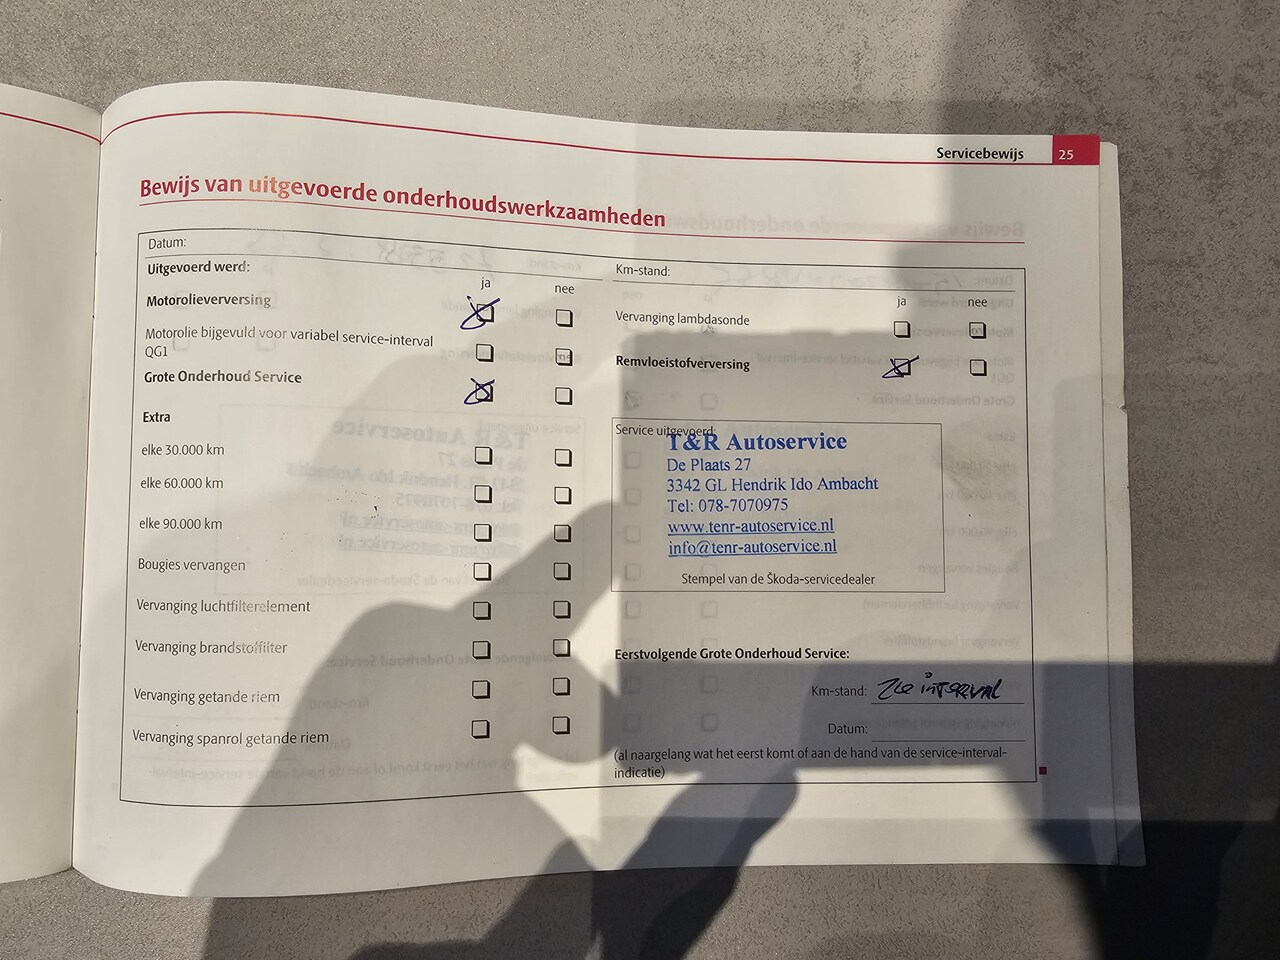 Servicebewijs 25
Bewijs van uitgevoerde onderhoudswerkzaamheden
Datum:
Uitgevoerd werd:
ja
nee
Motorolieverversing
Motorolie bijgevuld voor variabel service-interval
QG1
Grote Onderhoud Service
Extra
elke 30.000 km
elke 60.000 km
elke 90.000 km
Bougies vervangen
Vervanging luchtfilterelement
Vervanging brandstoffilter
Vervanging getande riem
Vervanging spanrol getande riem
Km-stand:
ja
nee
Vervanging lambdasonde
Remvloeistofverversing
Service uitgevoerd:
T&R Autoservice
De Plaats 27
3342 GL Hendrik Ido Ambacht
Tel: 078-7070975
www.tenr-autoservice.nl
info@tenr-autoservice.nl
Stempel van de Škoda-servicedealer
Eerstvolgende Grote Onderhoud Service:
Km-stand: Zie interval
Datum:
(al naargelang wat het eerst komt of aan de hand van de service-interval-
indicatie)